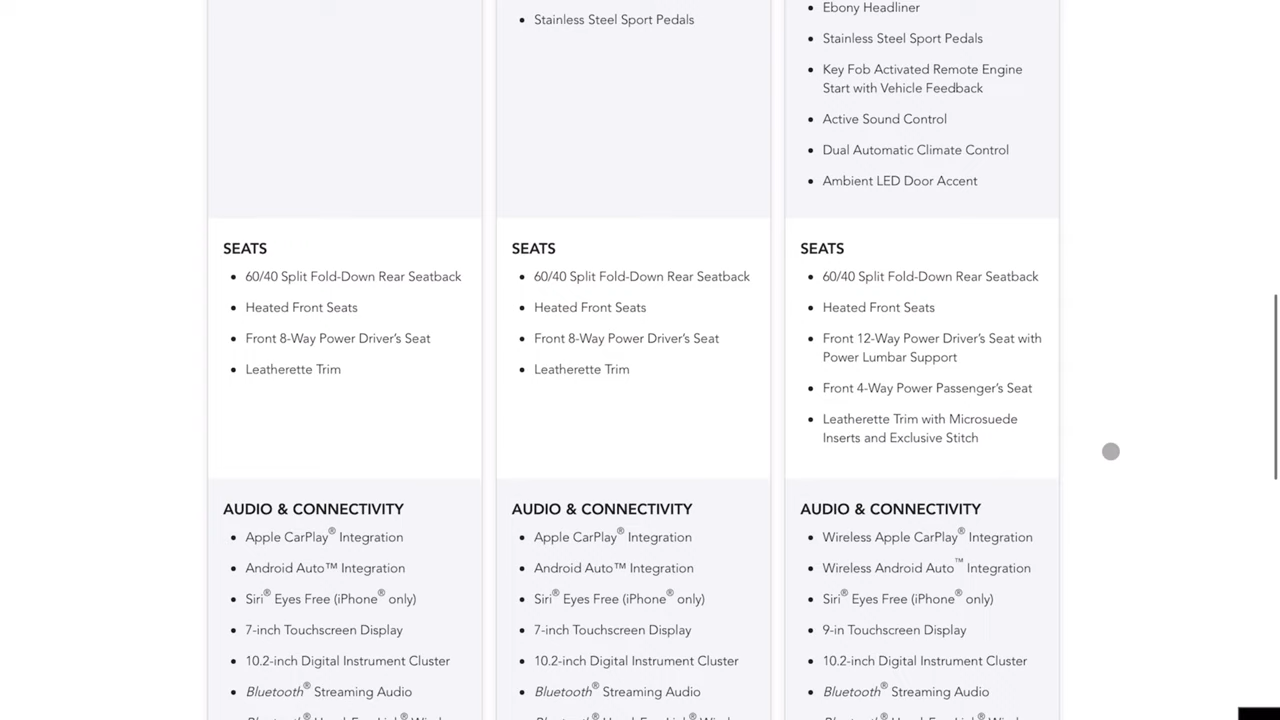 Stainless Steel Sport Pedals
Ebony Headliner
Stainless Steel Sport Pedals
Key Fob Activated Remote Engine
Start with Vehicle Feedback
Active Sound Control
Dual Automatic Climate Control
Ambient LED Door Accent
SEATS
60/40 Split Fold-Down Rear Seatback
Heated Front Seats
Front 8-Way Power Driver’s Seat
Leatherette Trim
SEATS
60/40 Split Fold-Down Rear Seatback
Heated Front Seats
Front 8-Way Power Driver’s Seat
Leatherette Trim
SEATS
60/40 Split Fold-Down Rear Seatback
Heated Front Seats
Front 12-Way Power Driver’s Seat with
Power Lumbar Support
Front 4-Way Power Passenger’s Seat
Leatherette Trim with Microsuede
Inserts and Exclusive Stitch
AUDIO & CONNECTIVITY
Apple CarPlay® Integration
Android Auto™ Integration
Siri® Eyes Free (iPhone® only)
7-inch Touchscreen Display
10.2-inch Digital Instrument Cluster
Bluetooth® Streaming Audio
AUDIO & CONNECTIVITY
Apple CarPlay® Integration
Android Auto™ Integration
Siri® Eyes Free (iPhone® only)
7-inch Touchscreen Display
10.2-inch Digital Instrument Cluster
Bluetooth® Streaming Audio
AUDIO & CONNECTIVITY
Wireless Apple CarPlay® Integration
Wireless Android Auto™ Integration
Siri® Eyes Free (iPhone® only)
9-in Touchscreen Display
10.2-inch Digital Instrument Cluster
Bluetooth® Streaming Audio